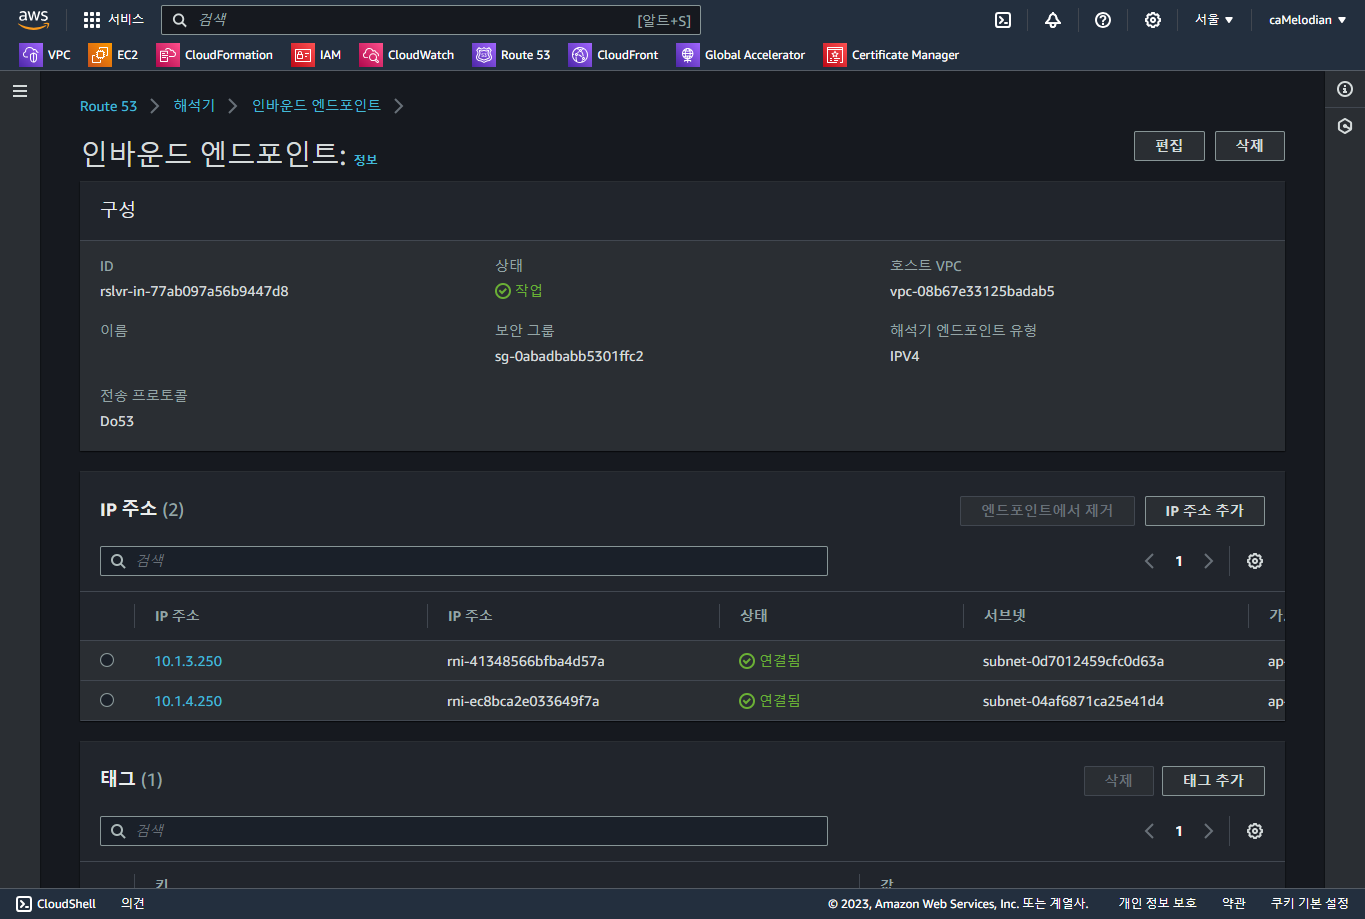 aws 서비스 검색 [알트+S] 서울 ▼ caMelodian ▼
VPC EC2 CloudFormation IAM CloudWatch Route 53 CloudFront Global Accelerator Certificate Manager
Route 53 > 해석기 > 인바운드 엔드포인트 >
인바운드 엔드포인트: 정보 편집 삭제
구성
ID 상태 호스트 VPC
rslvr-in-77ab097a56b9447d8 작업 vpc-08b67e33125badab5
이름 보안 그룹 해석기 엔드포인트 유형
sg-0abadbabb5301ffc2 IPV4
전송 프로토콜
Do53
IP 주소 (2) 엔드포인트에서 제거 IP 주소 추가
검색 1
IP 주소 IP 주소 상태 서브넷 가
10.1.3.250 rni-41348566bfba4d57a 연결됨 subnet-0d7012459cfc0d63a ap-
10.1.4.250 rni-ec8bca2e033649f7a 연결됨 subnet-04af6871ca25e41d4 ap-
태그 (1) 삭제 태그 추가
검색 1
키 값
CloudShell 의견 © 2023, Amazon Web Services, Inc. 또는 계열사. 개인 정보 보호 약관 쿠키 기본 설정